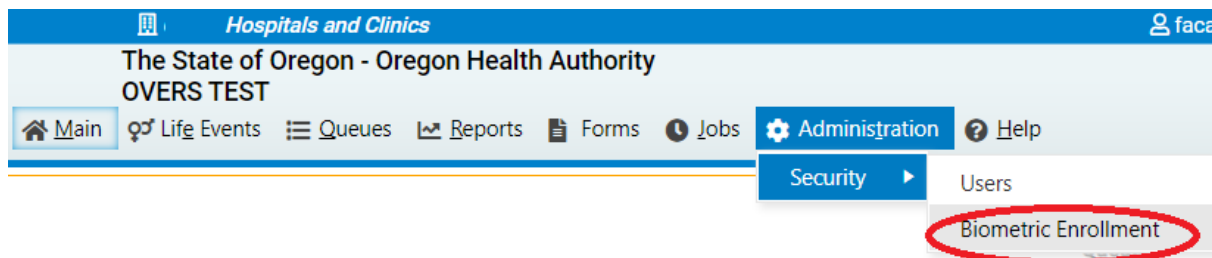 Hospitals and Clinics faca
The State of Oregon - Oregon Health Authority
OVERS TEST
Main Life Events Queues Reports Forms Jobs Administration Help
Security Users
Biometric Enrollment